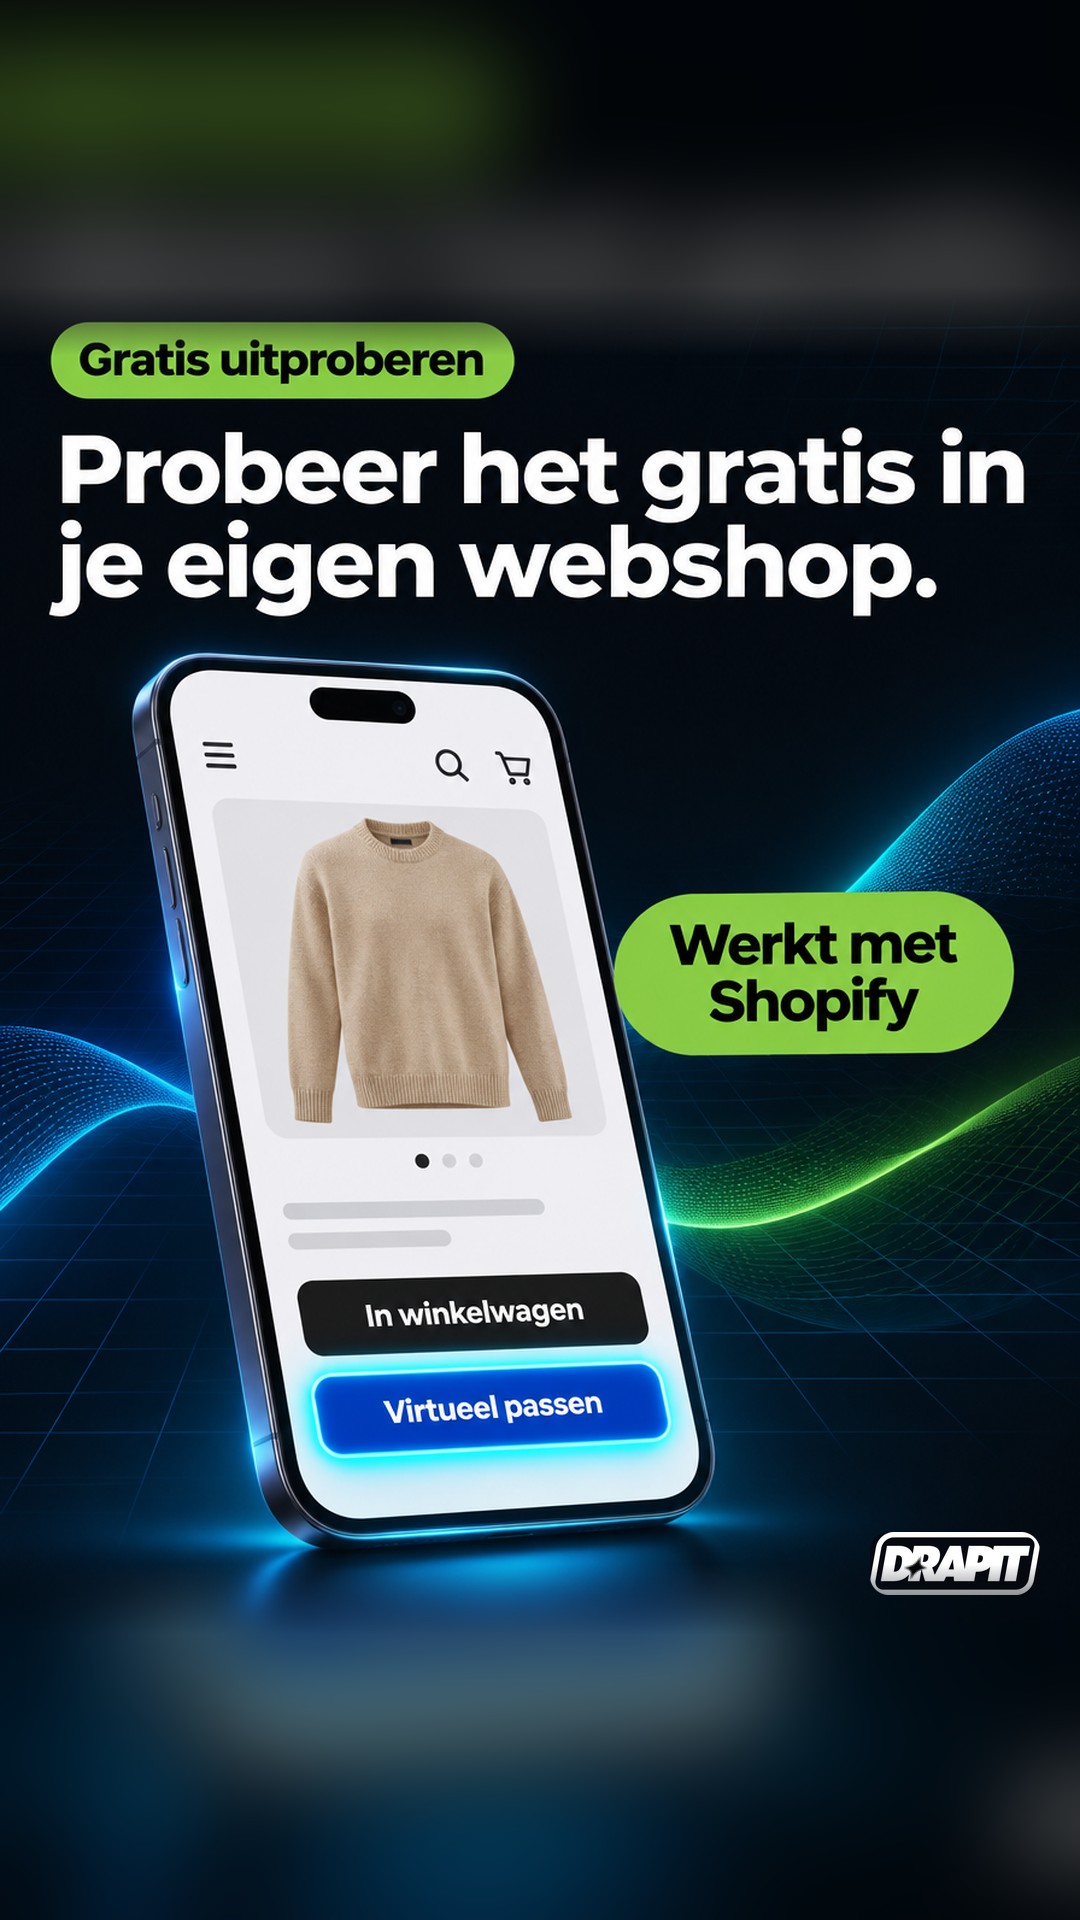 Gratis uitproberen
Probeer het gratis in
je eigen webshop.
Werkt met
Shopify
In winkelwagen
Virtueel passen
DRAPIT